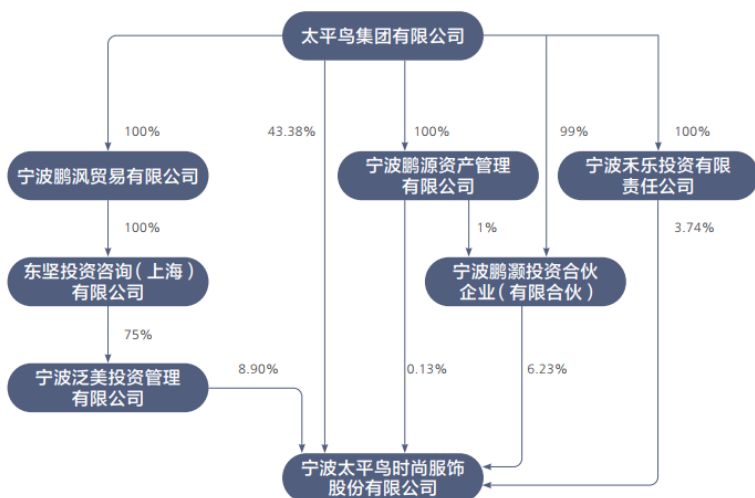 太平鸟集团有限公司
100%
43.38%
100%
99%
100%
宁波鹏沨贸易有限公司
宁波鹏源资产管理
有限公司
宁波禾乐投资有限
责任公司
100%
1%
3.74%
东坚投资咨询(上海)
有限公司
宁波鹏灏投资合伙
企业(有限合伙)
75%
宁波泛美投资管理
有限公司
8.90%
0.13%
6.23%
宁波太平鸟时尚服饰
股份有限公司